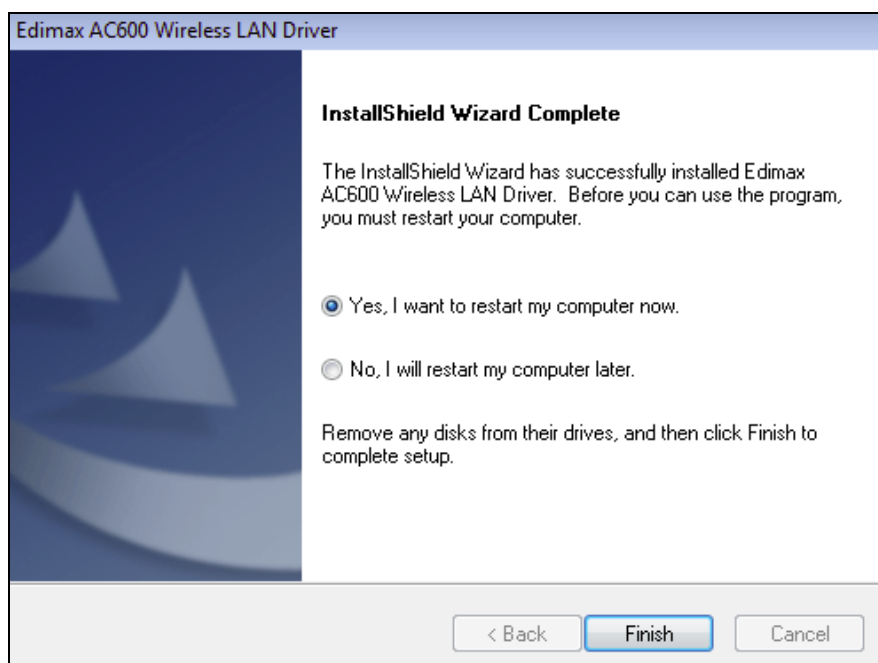 Edimax AC600 Wireless LAN Driver
InstallShield Wizard Complete
The InstallShield Wizard has successfully installed Edimax
AC600 Wireless LAN Driver.  Before you can use the program,
you must restart your computer.
Yes, I want to restart my computer now.
No, I will restart my computer later.
Remove any disks from their drives, and then click Finish to
complete setup.
< Back
Finish
Cancel